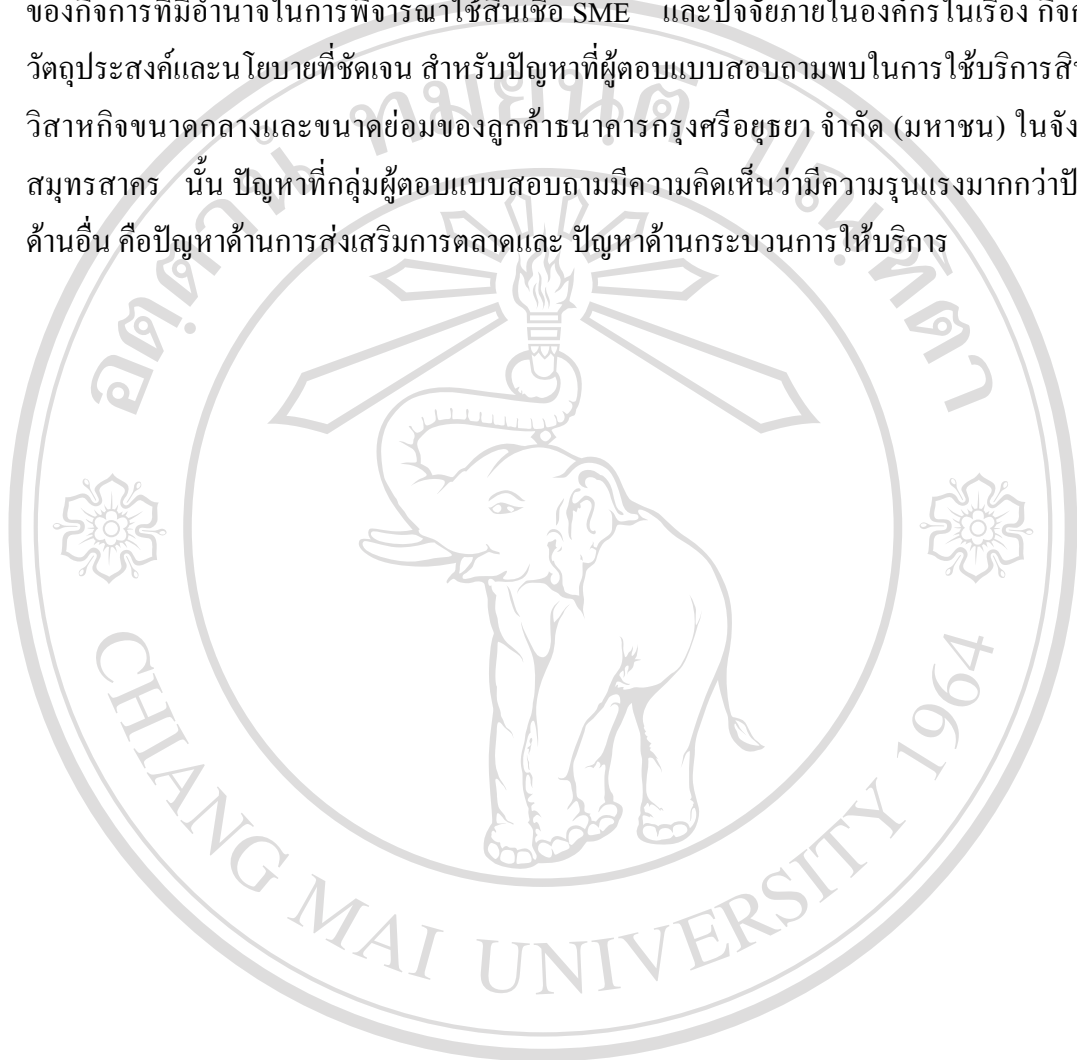 ของกิจการที่มีอำนาจในการพิจารณาใช้สินเชื่อ SME และปัจจัยภายในองค์กรในเรื่อง
วัตถุประสงค์และนโยบายที่ชัดเจน สำหรับปัญหาที่ผู้ตอบแบบสอบถามพบในการใช้บริการ
วิสาหกิจขนาดกลางและขนาดย่อมของลูกค้าธนาคารกรุงศรีอยุธยา จำกัด (มหาชน) ในจัง
สมุทรสาคร นั้น ปัญหาที่กลุ่มผู้ตอบแบบสอบถามมีความคิดเห็นว่ามีความรุนแรงมากกว่า
ด้านอื่น คือปัญหาด้านการส่งเสริมการตลาดและ ปัญหาด้านกระบวนการให้บริการ
อตฺตานํ ทมยนฺติ ปณฺฑิตา
CHIANG MAI UNIVERSITY 1964